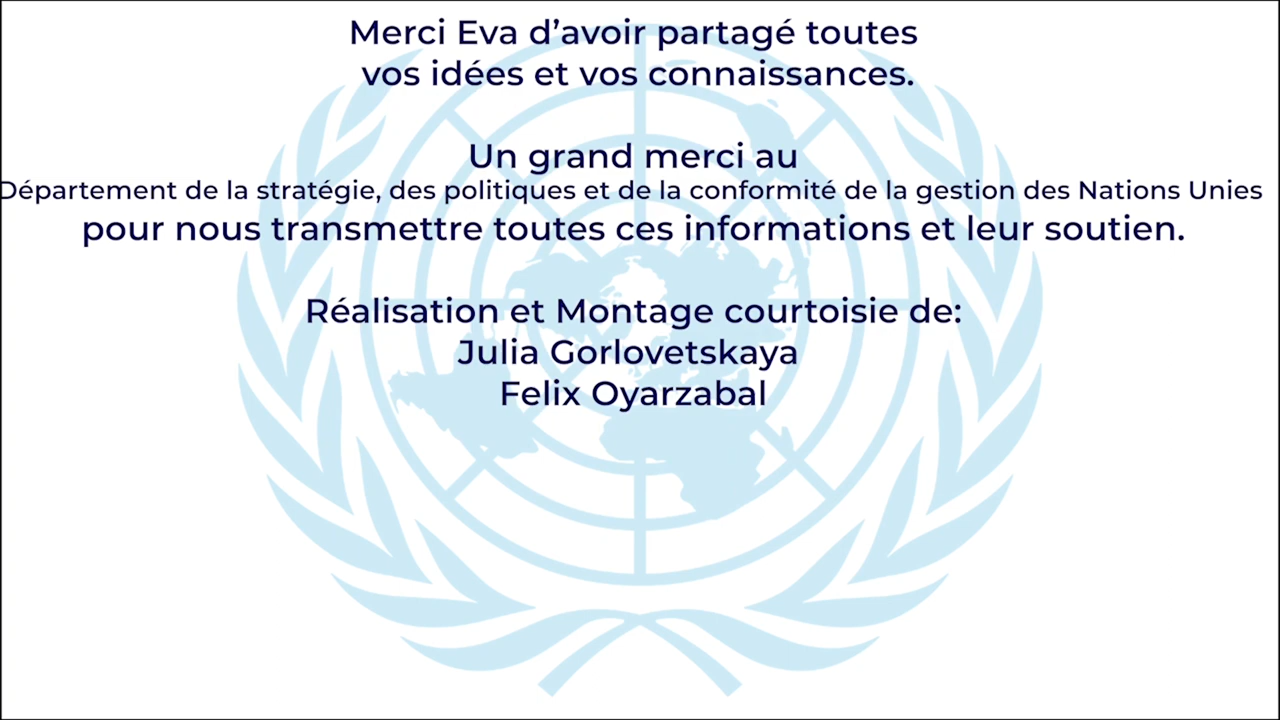 Merci Eva d’avoir partagé toutes
vos idées et vos connaissances.
Un grand merci au
Département de la stratégie, des politiques et de la conformité de la gestion des Nations Unies
pour nous transmettre toutes ces informations et leur soutien.
Réalisation et Montage courtoisie de:
Julia Gorlovetskaya
Felix Oyarzabal